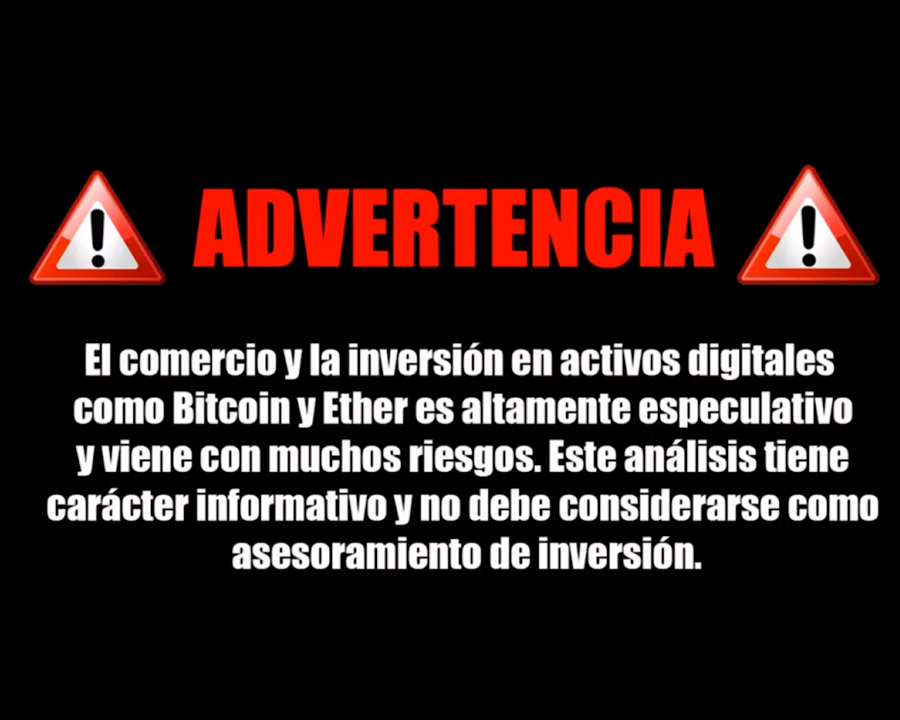 ADVERTENCIA
El comercio y la inversión en activos digitales
como Bitcoin y Ether es altamente especulativo
y viene con muchos riesgos. Este análisis tiene
carácter informativo y no debe considerarse como
asesoramiento de inversión.